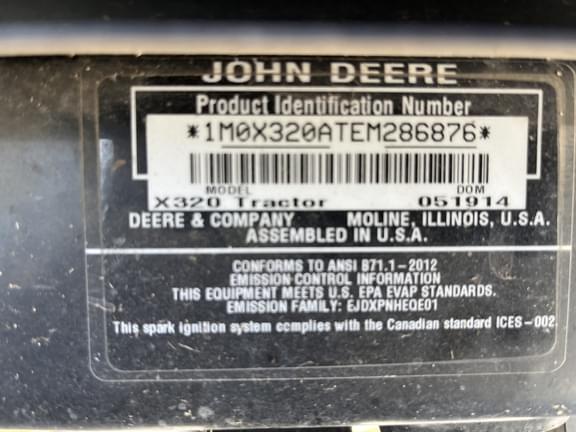 JOHN DEERE
Product Identification Number
*1M0X320ATEM286876*
MODEL DOM
X320 Tractor 051914
DEERE & COMPANY MOLINE, ILLINOIS, U.S.A.
ASSEMBLED IN U.S.A.
CONFORMS TO ANSI B71.1-2012
EMISSION CONTROL INFORMATION
THIS EQUIPMENT MEETS U.S. EPA EVAP STANDARDS.
EMISSION FAMILY: EJDXPNHEQE01
This spark ignition system complies with the Canadian standard ICES-002